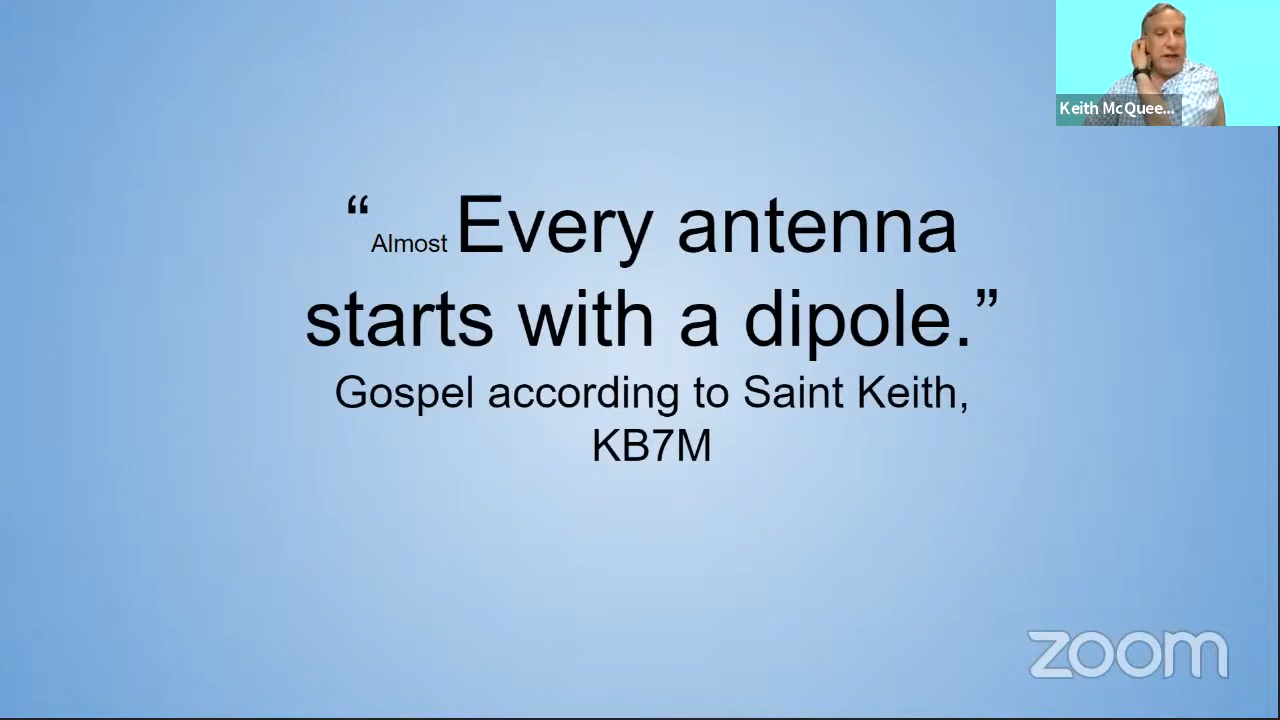 Keith McQuee...
“Almost Every antenna
starts with a dipole.”
Gospel according to Saint Keith,
KB7M
zoom